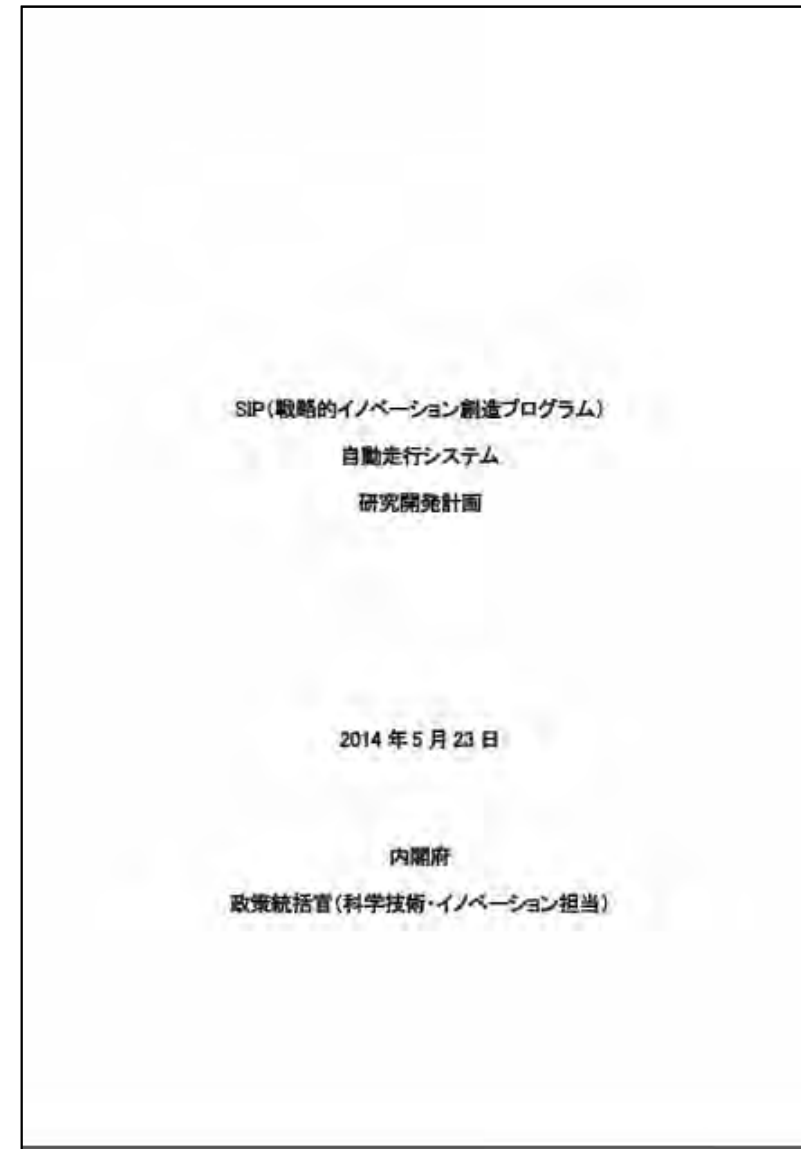 SIP(戦略的イノベーション創造プログラム)
自動走行システム
研究開発計画
2014 年 5 月 23 日
内閣府
政策統括官(科学技術・イノベーション担当)